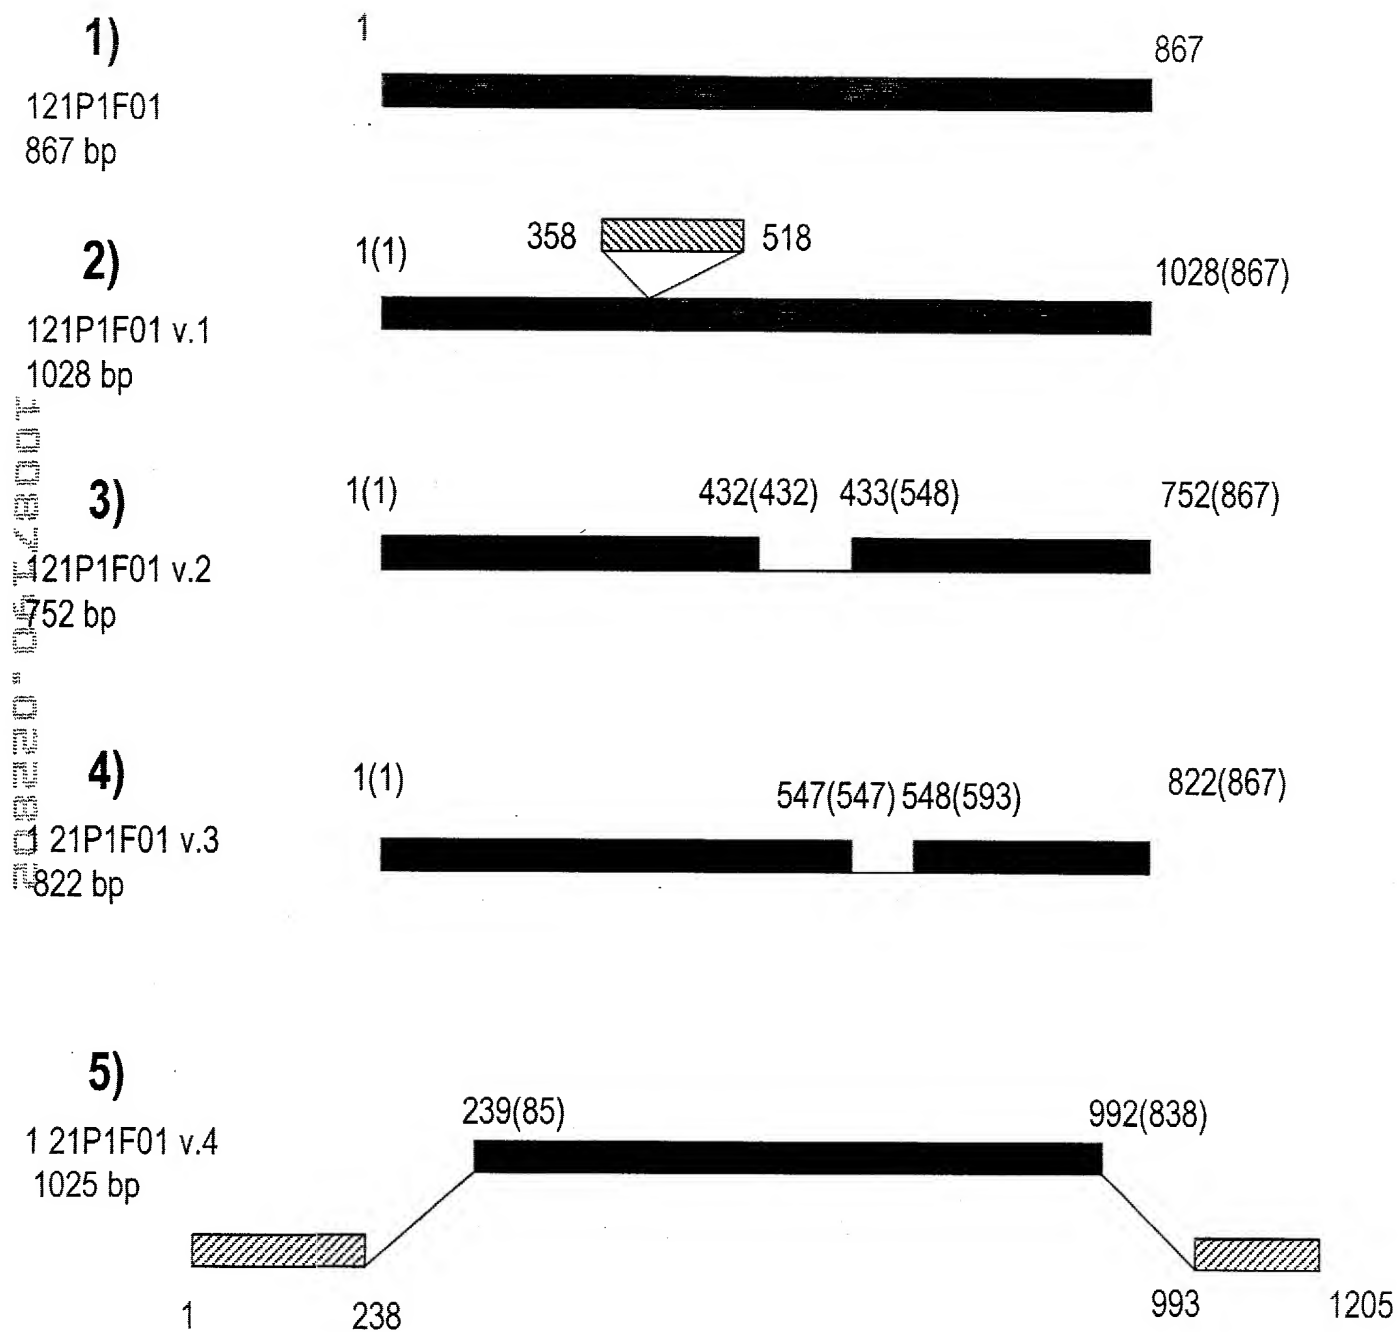 1)
1
867
121P1F01
867 bp
2)
1(1)
358
518
1028(867)
121P1F01 v.1
1028 bp
3)
1(1)
432(432)
433(548)
752(867)
121P1F01 v.2
752 bp
4)
1(1)
547(547)
548(593)
822(867)
1 21P1F01 v.3
822 bp
5)
239(85)
992(838)
1 21P1F01 v.4
1025 bp
1
238
993
1205